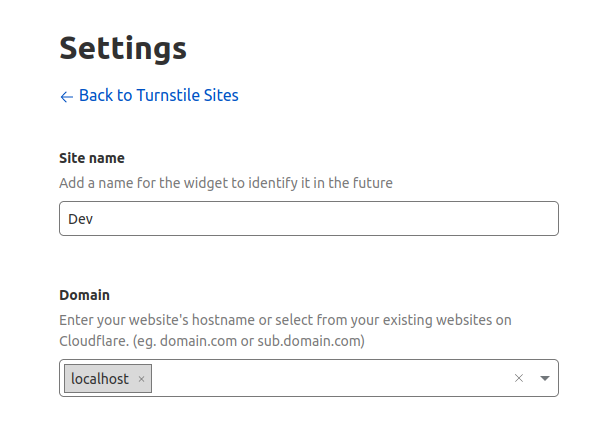 Settings
← Back to Turnstile Sites
Site name
Add a name for the widget to identify it in the future
Dev
Domain
Enter your website's hostname or select from your existing websites on
Cloudflare. (eg. domain.com or sub.domain.com)
localhost ×